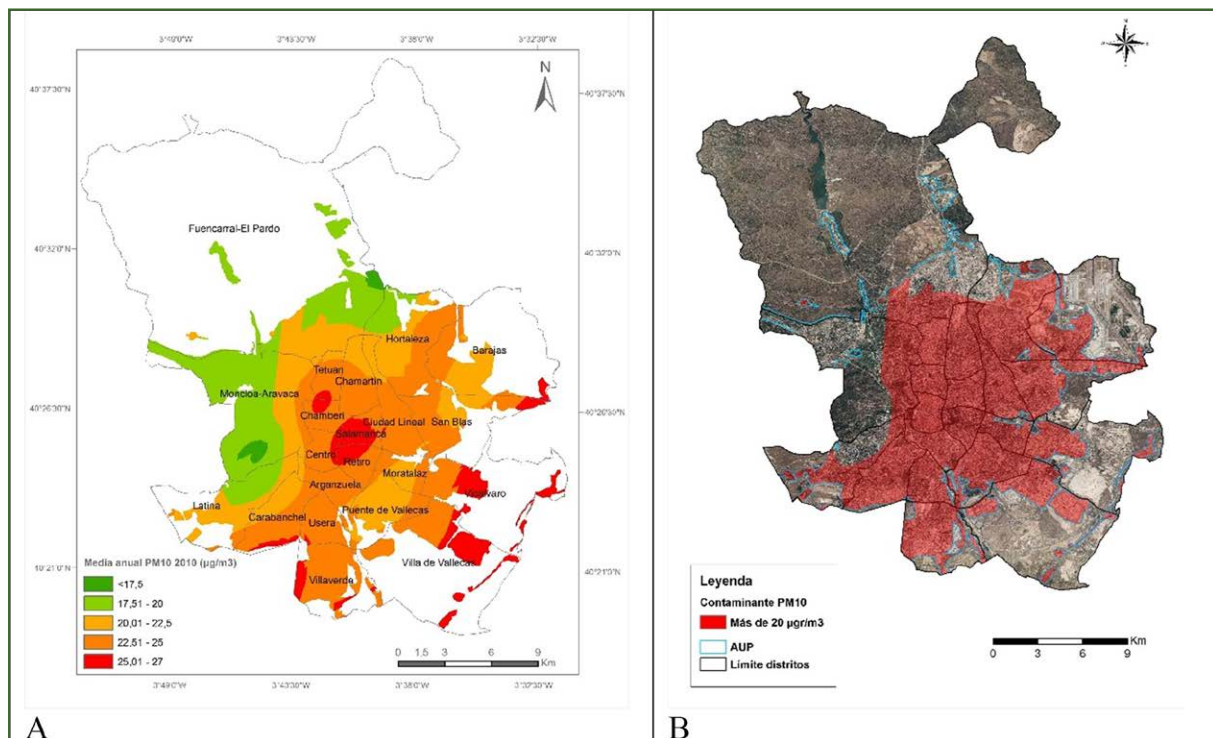 3°49'0"W
3°43'30"W
3°38'0"W
3°32'30"W
N
40°37'30"N
40°37'30"N
40°32'0"N
40°32'0"N
40°26'30"N
40°26'30"N
40°21'0"N
Fuencarral-El Pardo
Hortaleza
Barajas
Tetuan
Chamartin
Moncloa-Aravaca
Chamberi
Ciudad Lineal
San Blas
Salamanca
Centro
Retiro
Moratalaz
Vicalvaro
Arganzuela
Latina
Carabanchel
Usera
Puente de Vallecas
Villa de Vallecas
Villaverde
Media anual PM10 2010 (µg/m3)
<17,5
17,51 - 20
20,01 - 22,5
22,51 - 25
25,01 - 27
0 1,5 3 6 9
Km
3°49'0"W
3°43'30"W
3°38'0"W
3°32'30"W
A
N
Leyenda
Contaminante PM10
Más de 20 µgr/m3
AUP
Límite distritos
Km
0 3 6 9
B